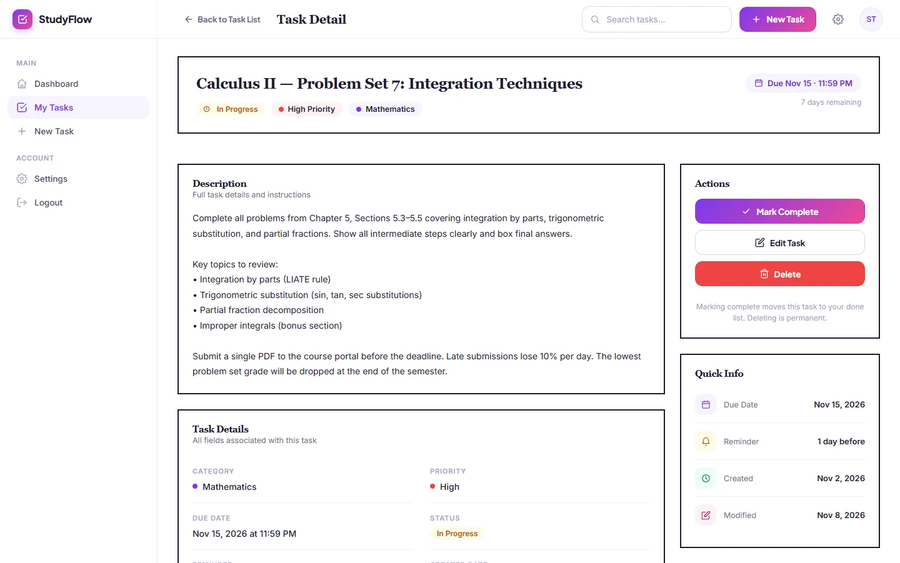 StudyFlow
Back to Task List
Task Detail
Search tasks...
New Task
ST
MAIN
Dashboard
My Tasks
New Task
ACCOUNT
Settings
Logout
Calculus II — Problem Set 7: Integration Techniques
In Progress
High Priority
Mathematics
Due Nov 15 · 11:59 PM
7 days remaining
Description
Full task details and instructions
Complete all problems from Chapter 5, Sections 5.3–5.5 covering integration by parts, trigonometric
substitution, and partial fractions. Show all intermediate steps clearly and box final answers.
Key topics to review:
• Integration by parts (LIATE rule)
• Trigonometric substitution (sin, tan, sec substitutions)
• Partial fraction decomposition
• Improper integrals (bonus section)
Submit a single PDF to the course portal before the deadline. Late submissions lose 10% per day. The lowest
problem set grade will be dropped at the end of the semester.
Task Details
All fields associated with this task
CATEGORY
Mathematics
PRIORITY
High
DUE DATE
Nov 15, 2026 at 11:59 PM
STATUS
In Progress
Actions
Mark Complete
Edit Task
Delete
Marking complete moves this task to your done
list. Deleting is permanent.
Quick Info
Due Date
Nov 15, 2026
Reminder
1 day before
Created
Nov 2, 2026
Modified
Nov 8, 2026